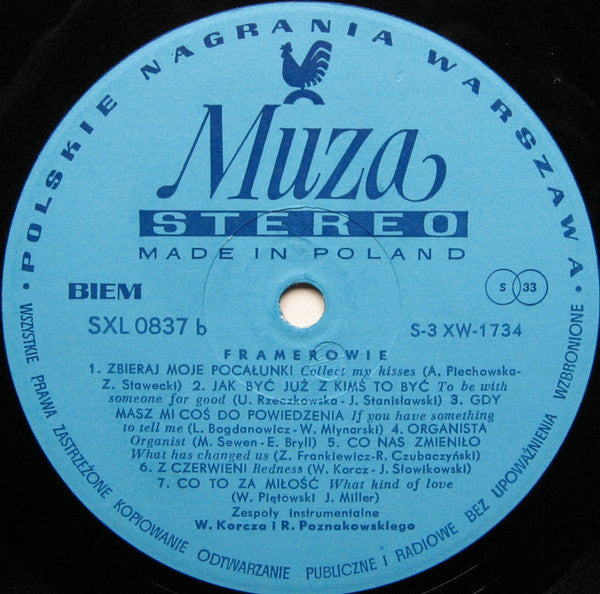 • POLSKIE NAGRANIA WARSZAWA •
Muza
STEREO
MADE IN POLAND
BIEM
S 33
SXL 0837 b
S-3 XW-1734
FRAMEROWIE
1. ZBIERAJ MOJE POCAŁUNKI Collect my kisses (A. Piechowska-
Z. Stawecki) 2. JAK BYĆ JUŻ Z KIMŚ TO BYĆ To be with
someone for good (U. Rzeczkowska-J. Stanisławski) 3. GDY
MASZ MI COŚ DO POWIEDZENIA If you have something
to tell me (L. Bogdanowicz-W. Młynarski) 4. ORGANISTA
Organist (M. Sewen-E. Bryll) 5. CO NAS ZMIENIŁO
What has changed us (Z. Frankiewicz-R. Czubaczyński)
6. Z CZERWIENI Redness (W. Korcz-J. Słowikowski)
7. CO TO ZA MIŁOŚĆ What kind of love
(W. Piętowski J. Miller)
Zespoły instrumentalne
W. Korcza i R. Poznakowskiego
WSZYSTKIE PRAWA ZASTRZEŻONE KOPIOWANIE ODTWARZANIE PUBLICZNE I RADIOWE BEZ UPOWAŻNIENIA WZBRONIONE